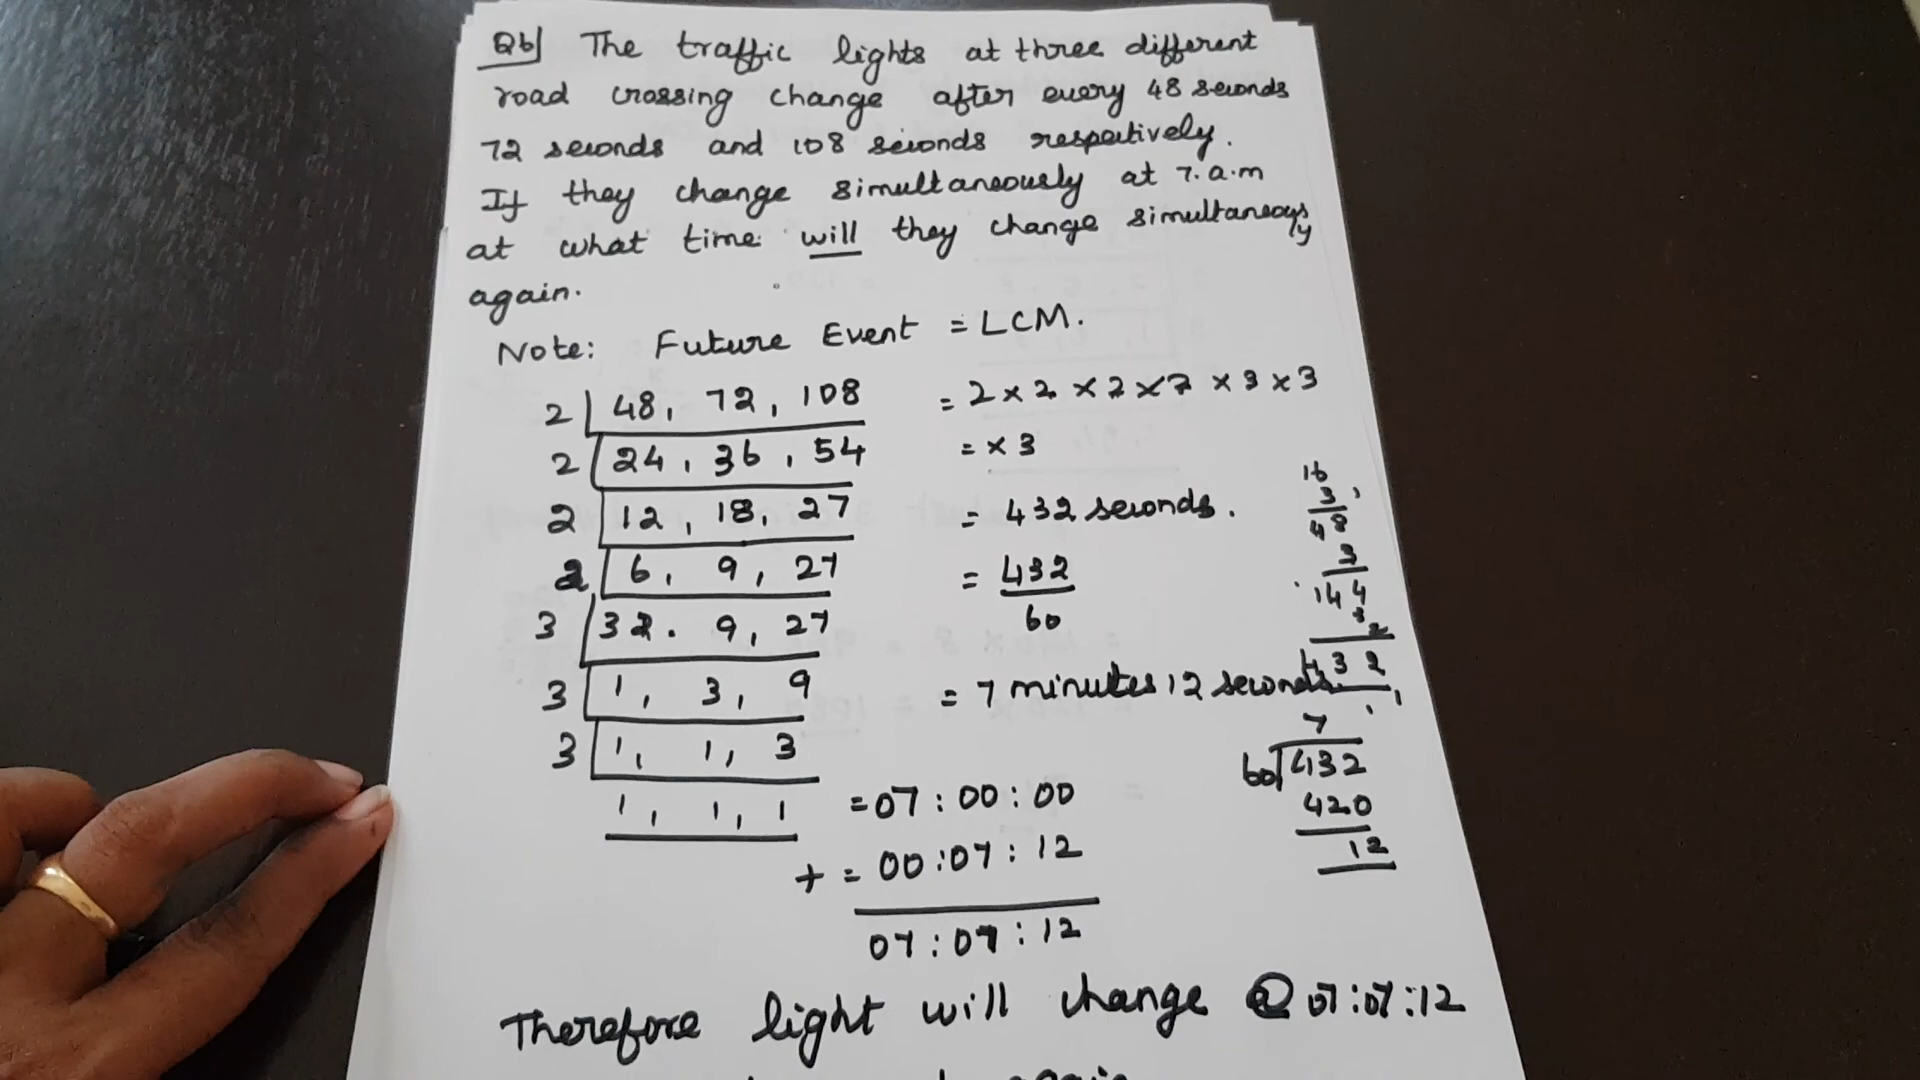 Q6] The traffic lights at three different
road crossing change after every 48 seconds
72 seconds and 108 seconds respectively.
If they change simultaneously at 7.a.m
at what time will they change simultaneously
again.
Note: Future Event = LCM.
2 | 48, 72, 108 = 2 × 2 × 2 × 2 × 3 × 3
2 | 24, 36, 54 = × 3
2 | 12, 18, 27 = 432 seconds.
2 | 6, 9, 27 = 432
60
3 | 3. 9, 27
3 | 1, 3, 9 = 7 minutes 12 seconds.
3 | 1, 1, 3
1, 1, 1
= 07:00:00
+ = 00:07:12
07:07:12
16
3
48
3
144
3
432
7
60)432
420
12
Therefore light will change @ 07:07:12
again